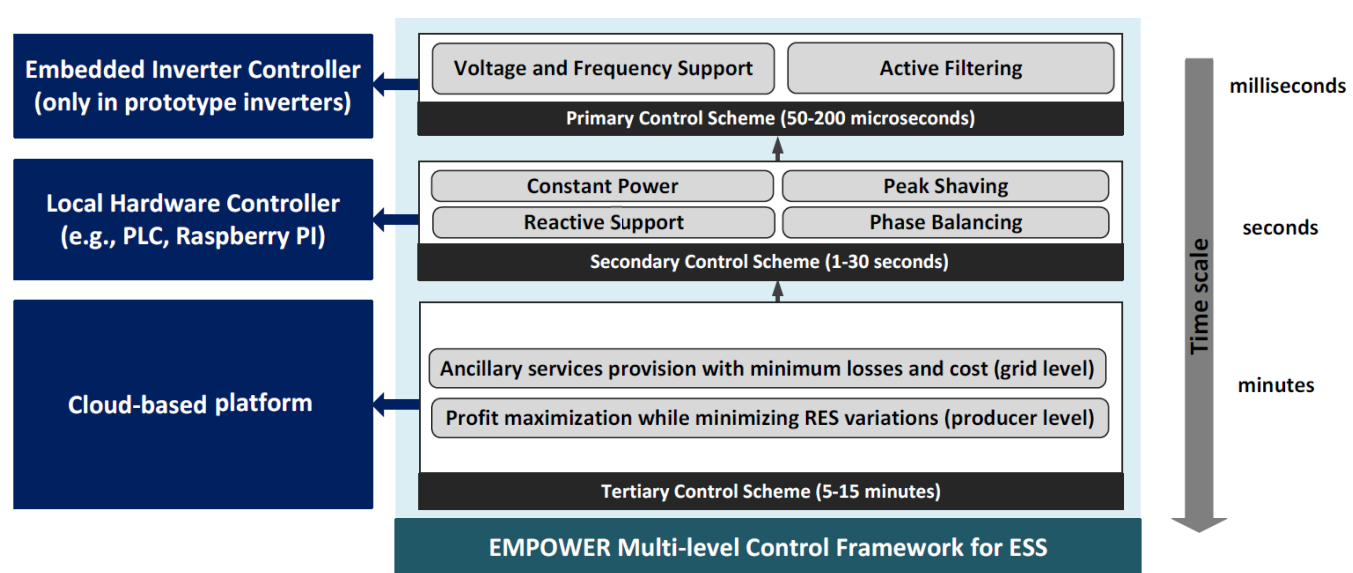 Embedded Inverter Controller
(only in prototype inverters)
Voltage and Frequency Support
Active Filtering
Primary Control Scheme (50-200 microseconds)
milliseconds
Local Hardware Controller
(e.g., PLC, Raspberry PI)
Constant Power
Peak Shaving
Reactive Support
Phase Balancing
Secondary Control Scheme (1-30 seconds)
seconds
Time scale
Cloud-based platform
Ancillary services provision with minimum losses and cost (grid level)
Profit maximization while minimizing RES variations (producer level)
Tertiary Control Scheme (5-15 minutes)
minutes
EMPOWER Multi-level Control Framework for ESS